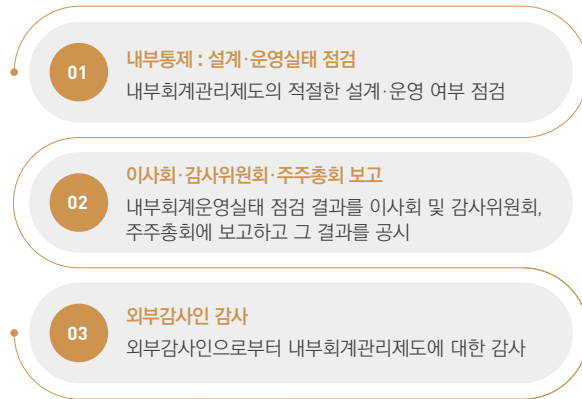 01
내부통제 : 설계·운영실태 점검
내부회계관리제도의 적절한 설계·운영 여부 점검
02
이사회·감사위원회·주주총회 보고
내부회계운영실태 점검 결과를 이사회 및 감사위원회,
주주총회에 보고하고 그 결과를 공시
03
외부감사인 감사
외부감사인으로부터 내부회계관리제도에 대한 감사